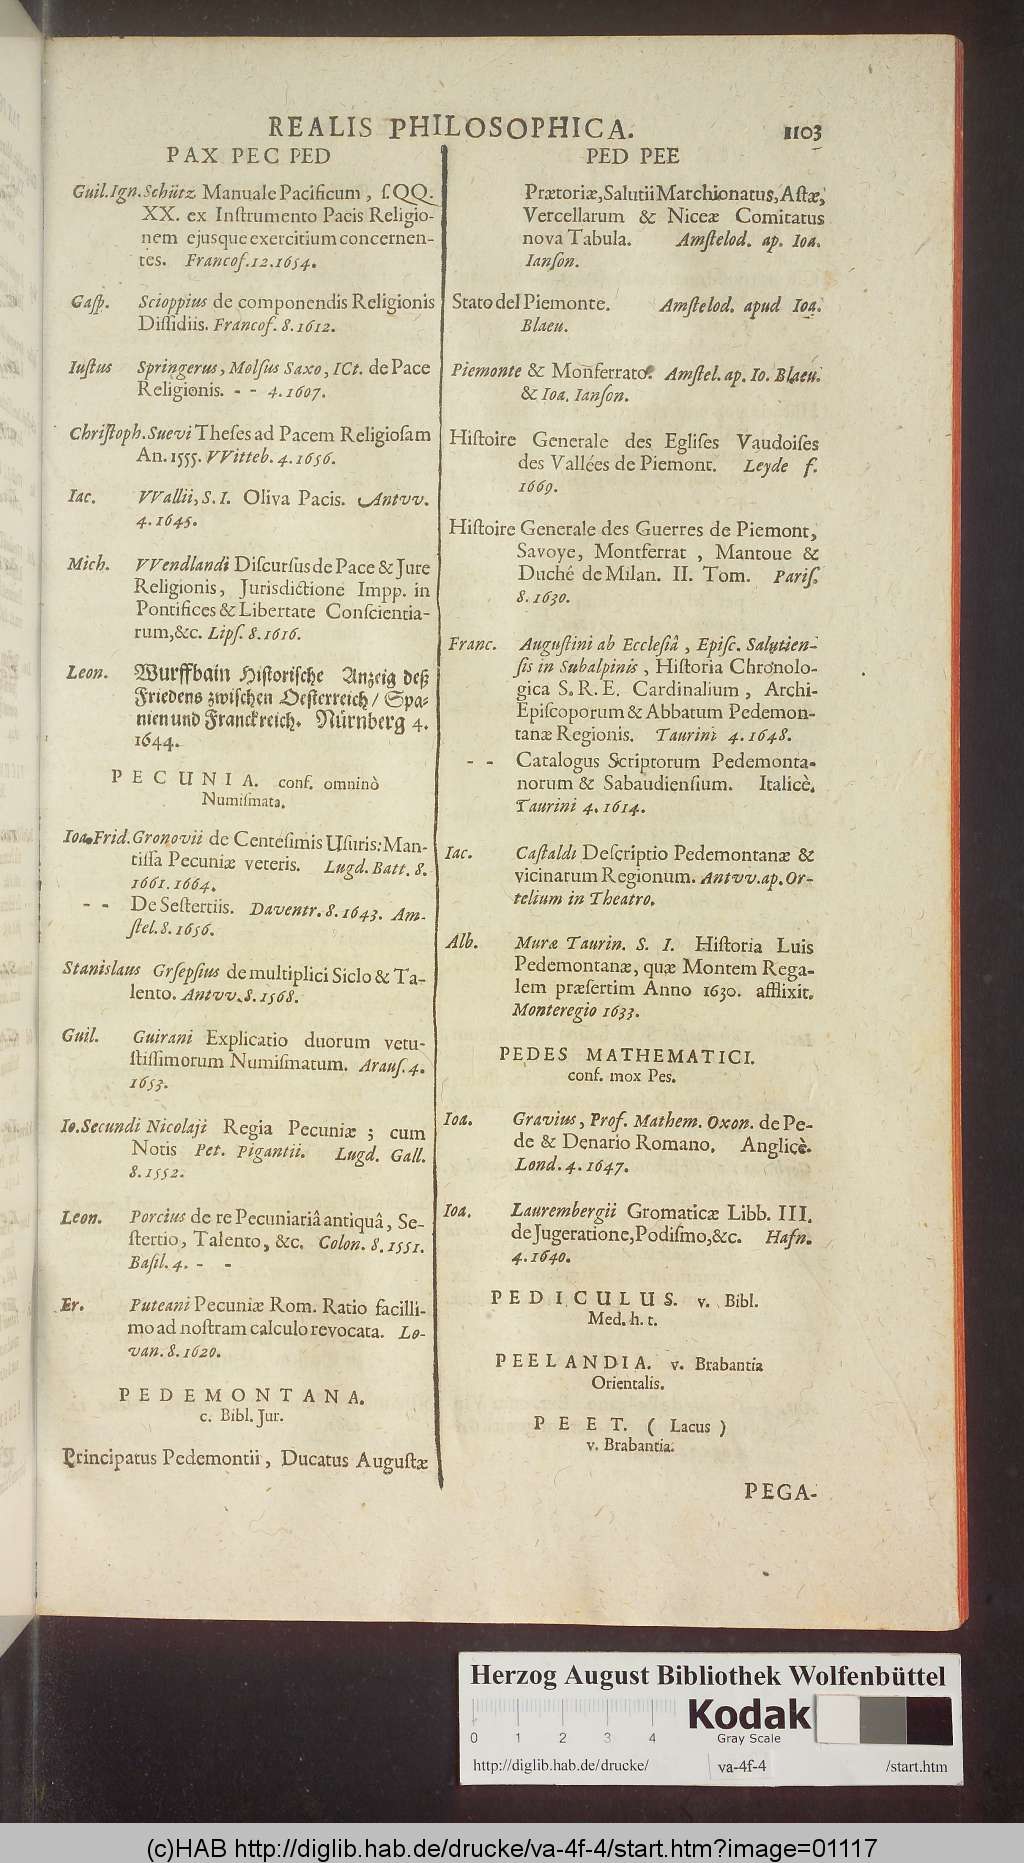 REALIS PHILOSOPHICA. 1103
PAX PEC PED
Guil. Ign. Schütz Manuale Pacificum, ſ. QQ.
XX. ex Inſtrumento Pacis Religio-
nem ejusque exercitium concernen-
tes. Francof. 12. 1654.
Gaſp. Scioppius de componendis Religionis
Diſſidiis. Francof. 8. 1612.
Iuſtus Springerus, Molſus Saxo, ICt. de Pace
Religionis. - - 4. 1607.
Chriſtoph. Suevi Theſes ad Pacem Religioſam
An. 1555. VVitteb. 4. 1656.
Iac. VVallii, S. I. Oliva Pacis. Antvv.
4. 1645.
Mich. VVendlandi Diſcurſus de Pace & Jure
Religionis, Jurisdictione Impp. in
Pontifices & Libertate Conſcientia-
rum, &c. Lipſ. 8. 1616.
Leon. Wurffbain Hiſtoriſche Anzeig deß
Friedens zwiſchen Oeſterreich / Spa-
nien und Franckreich. Nürnberg 4.
1644.
PECUNIA. conf. omninò
Numiſmata.
Ioa. Frid. Gronovii de Centeſimis Uſuris: Man-
tiſſa Pecuniæ veteris. Lugd. Batt. 8.
1661. 1664.
- - De Seſtertiis. Daventr. 8. 1643. Am-
ſtel. 8. 1656.
Stanislaus Grſepſius de multiplici Siclo & Ta-
lento. Antvv. 8. 1568.
Guil. Guirani Explicatio duorum vetu-
ſtiſſimorum Numiſmatum. Arauſ. 4.
1653.
Io. Secundi Nicolaji Regia Pecuniæ; cum
Notis Pet. Pigantii. Lugd. Gall.
8. 1552.
Leon. Porcius de re Pecuniariâ antiquâ, Se-
ſtertio, Talento, &c. Colon. 8. 1551.
Baſil. 4. - -
Er. Puteani Pecuniæ Rom. Ratio facilli-
mo ad noſtram calculo revocata. Lo-
van. 8. 1620.
PEDEMONTANA.
c. Bibl. Jur.
Principatus Pedemontii, Ducatus Auguſtæ
PED PEE
Prætoriæ, Salutii Marchionatus, Aſtæ,
Vercellarum & Niceæ Comitatus
nova Tabula. Amſtelod. ap. Ioa.
Ianſon.
Stato del Piemonte. Amſtelod. apud Ioa.
Blaeu.
Piemonte & Monferrato. Amſtel. ap. Io. Blaeu.
& Ioa. Ianſon.
Hiſtoire Generale des Egliſes Vaudoiſes
des Vallées de Piemont. Leyde f.
1669.
Hiſtoire Generale des Guerres de Piemont,
Savoye, Montferrat, Mantoue &
Duché de Milan. II. Tom. Pariſ.
8. 1630.
Franc. Auguſtini ab Eccleſiâ, Epiſc. Salutien-
ſis in Subalpinis, Hiſtoria Chronolo-
gica S. R. E. Cardinalium, Archi-
Epiſcoporum & Abbatum Pedemon-
tanæ Regionis. Taurini 4. 1648.
- - Catalogus Scriptorum Pedemonta-
norum & Sabaudienſium. Italicè.
Taurini 4. 1614.
Iac. Caſtaldi Deſcriptio Pedemontanæ &
vicinarum Regionum. Antvv. ap. Or-
telium in Theatro.
Alb. Muræ Taurin. S. I. Hiſtoria Luis
Pedemontanæ, quæ Montem Rega-
lem præſertim Anno 1630. afflixit.
Monteregio 1633.
PEDES MATHEMATICI.
conf. mox Pes.
Ioa. Gravius, Prof. Mathem. Oxon. de Pe-
de & Denario Romano. Anglicè.
Lond. 4. 1647.
Ioa. Laurembergii Gromaticæ Libb. III.
de Jugeratione, Podiſmo, &c. Hafn.
4. 1640.
PEDICULUS. v. Bibl.
Med. h. t.
PEELANDIA. v. Brabantia
Orientalis.
PEET. ( Lacus )
v. Brabantia.
PEGA-
Herzog August Bibliothek Wolfenbüttel
0 1 2 3 4
Kodak
Gray Scale
http://diglib.hab.de/drucke/ va-4f-4 /start.htm
(c)HAB http://diglib.hab.de/drucke/va-4f-4/start.htm?image=01117